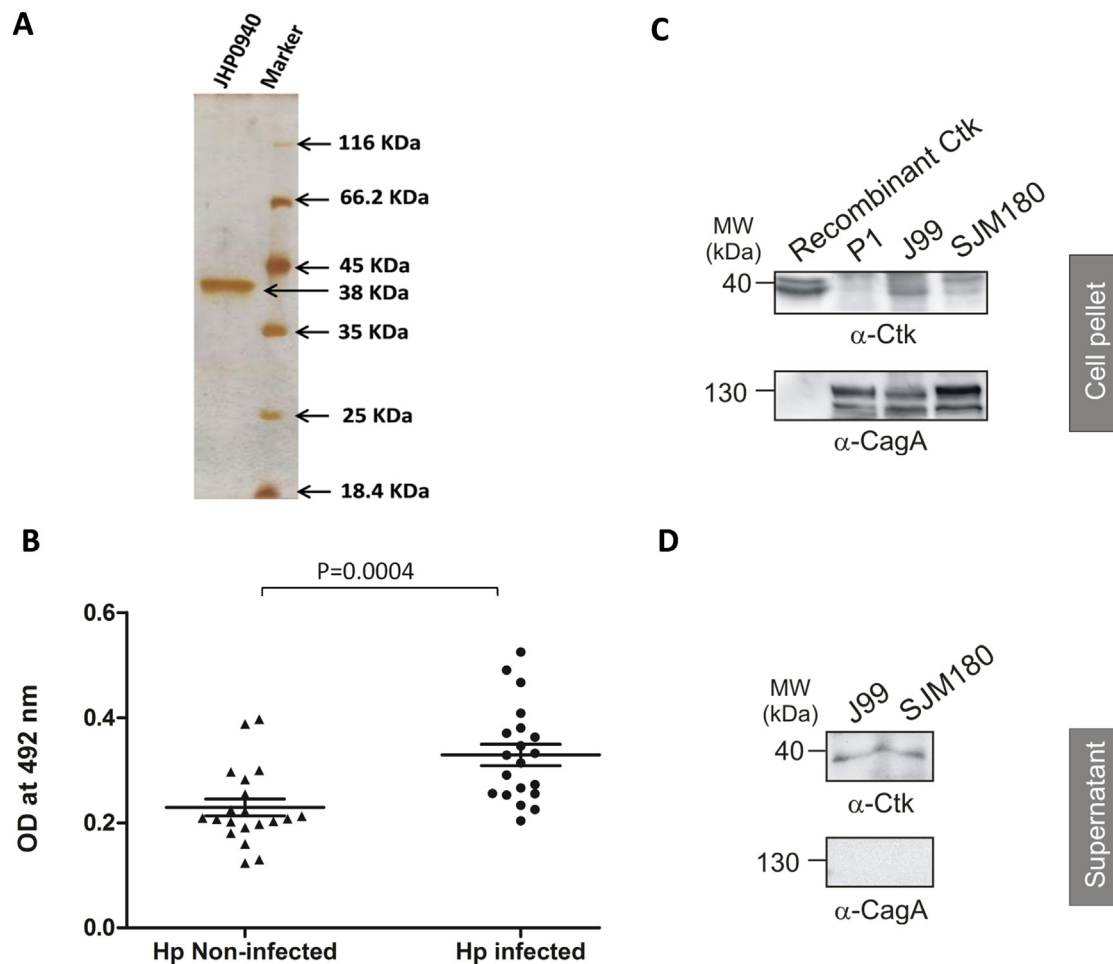 A
JHP0940
Marker
116 KDa
66.2 KDa
45 KDa
38 KDa
35 KDa
25 KDa
18.4 KDa
B
P=0.0004
OD at 492 nm
0.6
0.4
0.2
0.0
Hp Non-infected
Hp infected
C
Recombinant Ctk
P1
J99
SJM180
MW
(kDa)
40
α-Ctk
130
α-CagA
Cell pellet
D
J99
SJM180
MW
(kDa)
40
α-Ctk
130
α-CagA
Supernatant